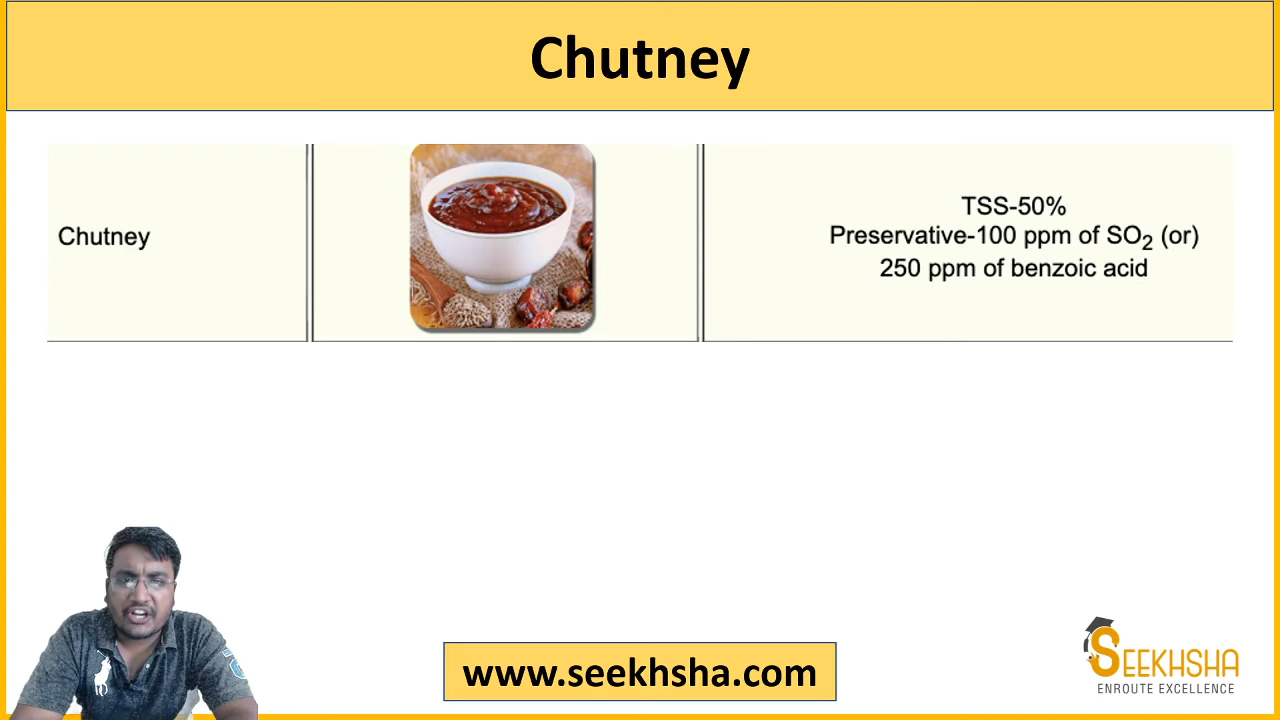 Chutney
Chutney
TSS-50%
Preservative-100 ppm of SO₂ (or)
250 ppm of benzoic acid
www.seekhsha.com
SEEKHSHA
ENROUTE EXCELLENCE